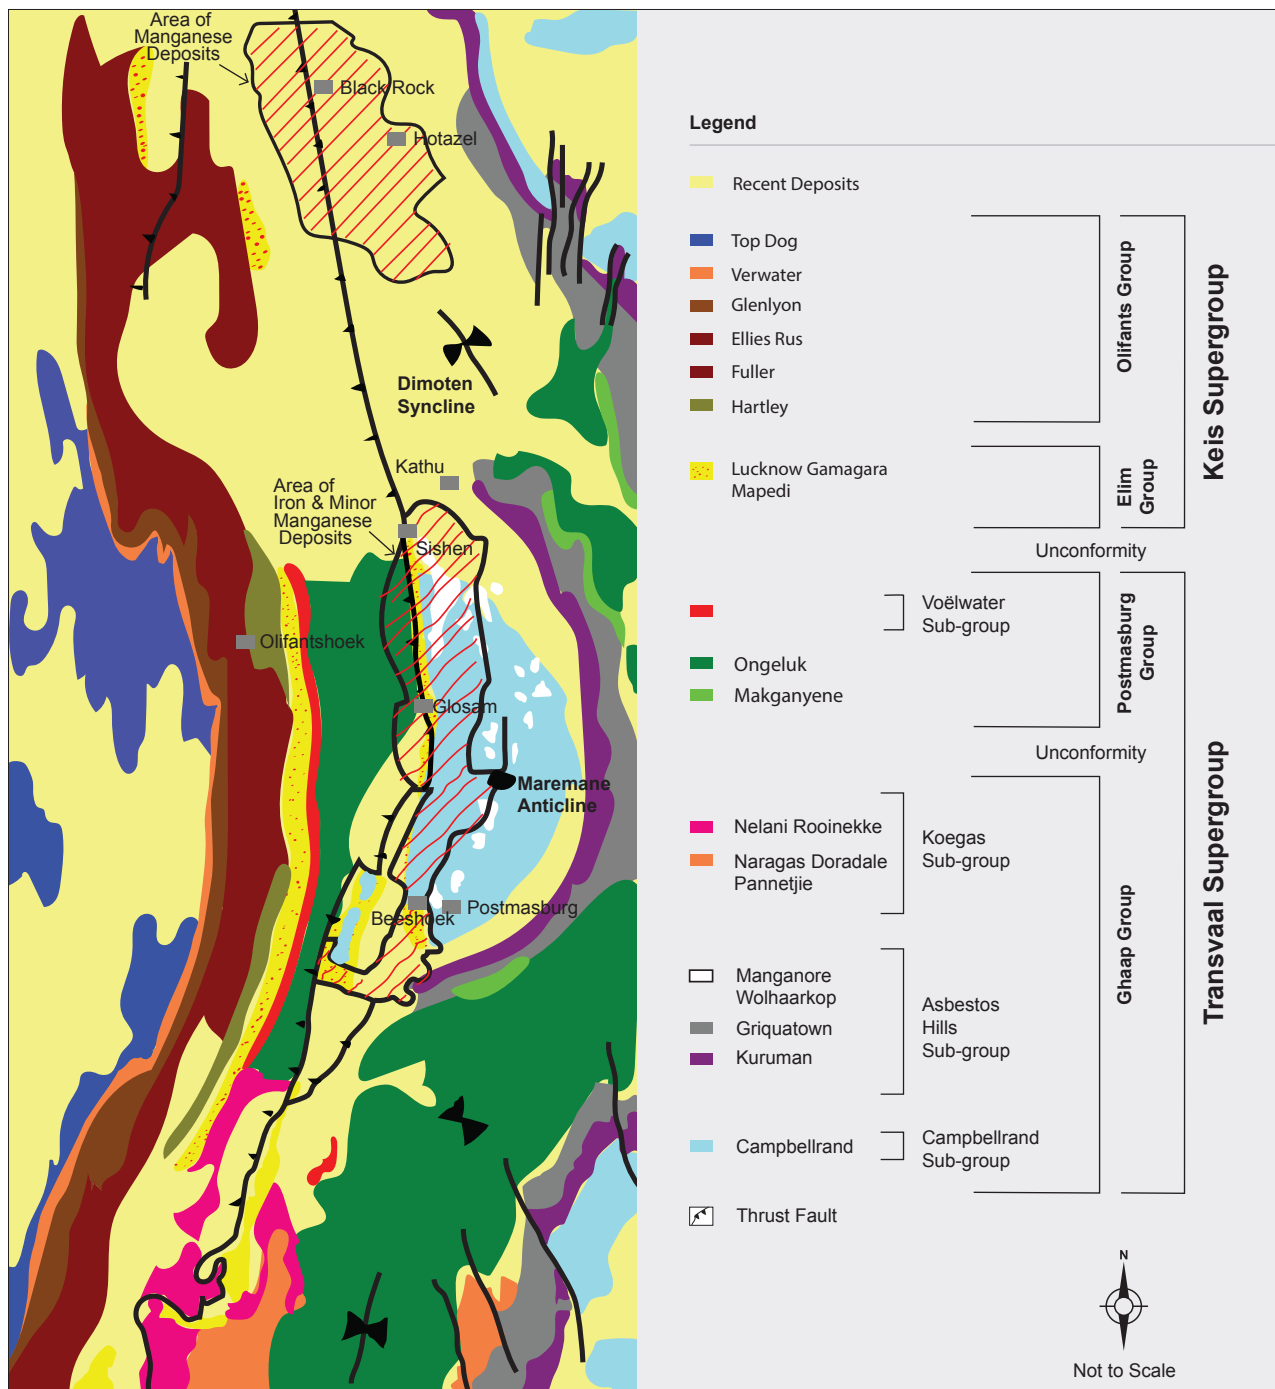 Area of
Manganese
Deposits
Black Rock
Hotazel
Dimoten
Syncline
Kathu
Area of
Iron & Minor
Manganese
Deposits
Sishen
Olifantshoek
Glosam
Maremane
Anticline
Beeshoek
Postmasburg
Legend
Recent Deposits
Top Dog
Verwater
Glenlyon
Ellies Rus
Fuller
Hartley
Olifants Group
Lucknow Gamagara
Mapedi
Elim
Group
Keis Supergroup
Unconformity
Voëlwater
Sub-group
Ongeluk
Makganyene
Postmasburg
Group
Unconformity
Nelani Rooinekke
Naragas Doradale
Pannetjie
Koegas
Sub-group
Manganore
Wolhaarkop
Griquatown
Kuruman
Asbestos
Hills
Sub-group
Campbellrand
Campbellrand
Sub-group
Ghaap Group
Transvaal Supergroup
Thrust Fault
N
Not to Scale